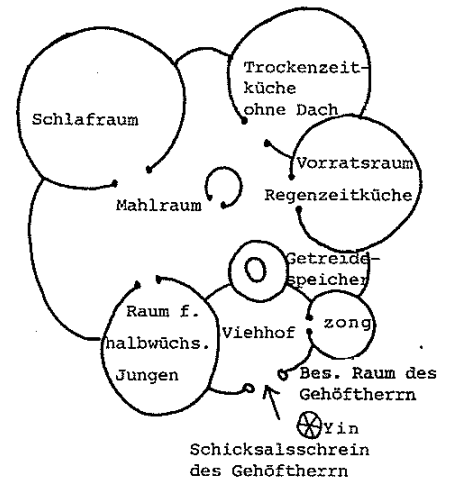 Trockenzeit-
küche
ohne Dach
Schlafraum
Vorratsraum
Regenzeitküche
Mahlraum
Getreide-
speicher
Raum f.
halbwüchs.
Jungen
Viehhof
zong
Bes. Raum des
Gehöftherrn
Yin
Schicksalsschrein
des Gehöftherrn